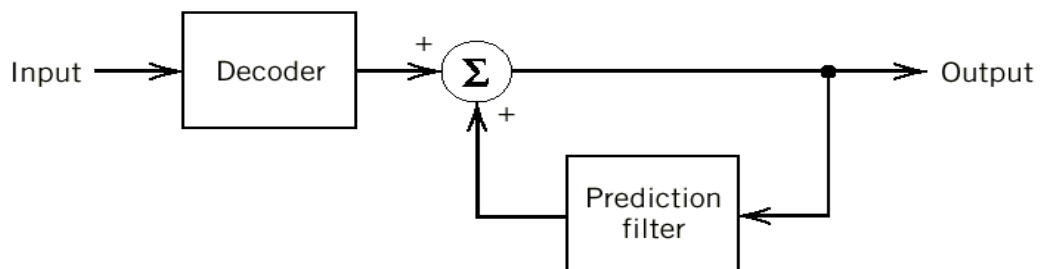 Input
Decoder
+
Σ
+
Output
Prediction
filter